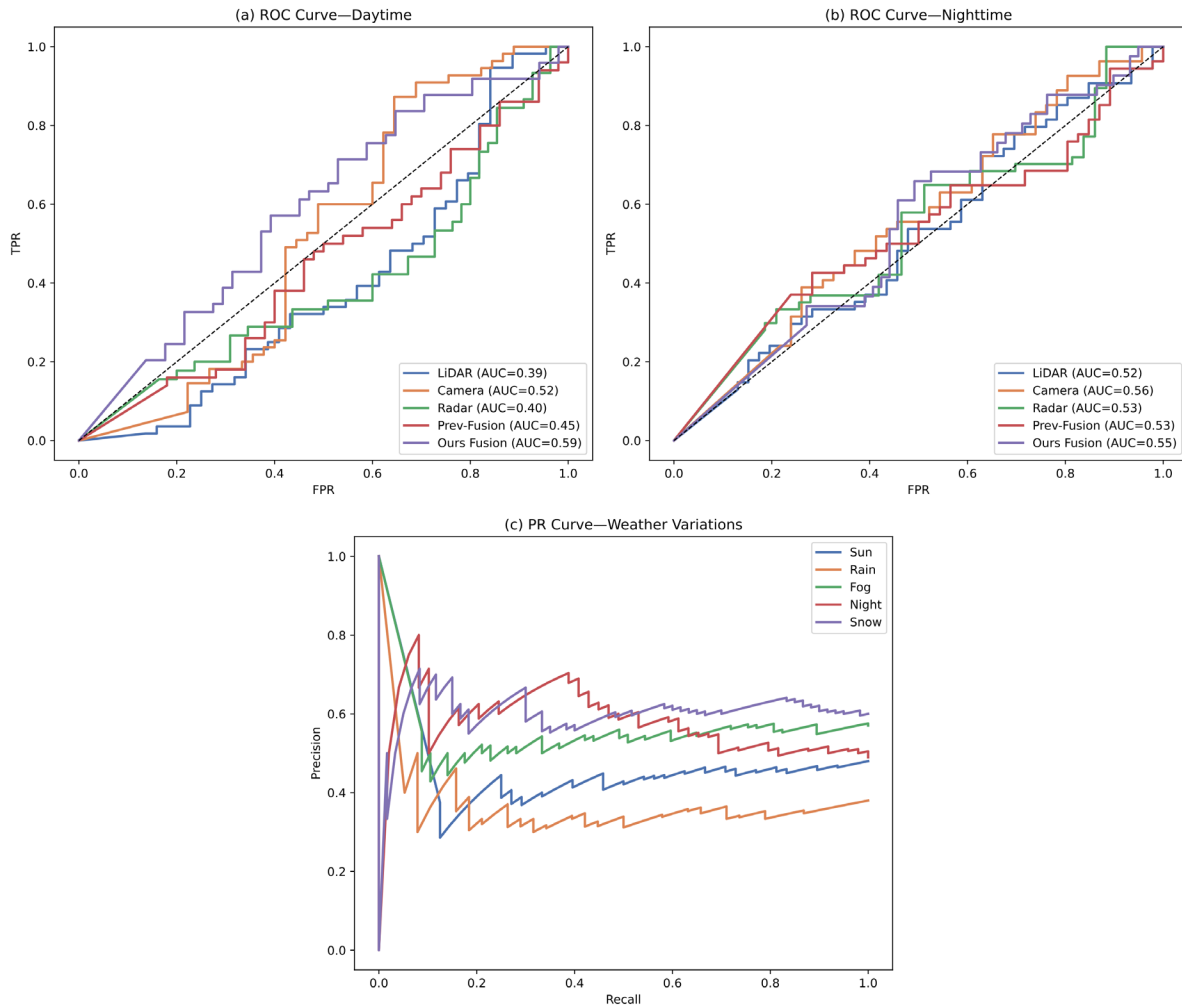 (a) ROC Curve—Daytime
1.0
0.8
0.6
0.4
0.2
0.0
TPR
0.0 0.2 0.4 0.6 0.8 1.0
FPR
LiDAR (AUC=0.39)
Camera (AUC=0.52)
Radar (AUC=0.40)
Prev-Fusion (AUC=0.45)
Ours Fusion (AUC=0.59)
(b) ROC Curve—Nighttime
1.0
0.8
0.6
0.4
0.2
0.0
TPR
0.0 0.2 0.4 0.6 0.8 1.0
FPR
LiDAR (AUC=0.52)
Camera (AUC=0.56)
Radar (AUC=0.53)
Prev-Fusion (AUC=0.53)
Ours Fusion (AUC=0.55)
(c) PR Curve—Weather Variations
1.0
0.8
0.6
0.4
0.2
0.0
Precision
0.0 0.2 0.4 0.6 0.8 1.0
Recall
Sun
Rain
Fog
Night
Snow